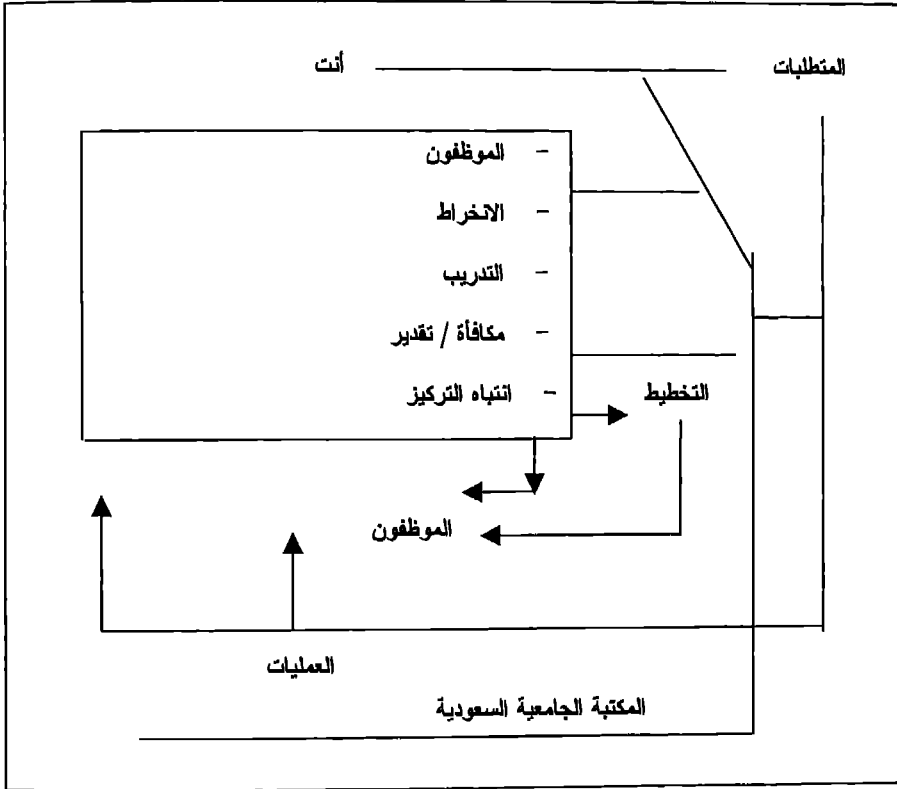 المتطلبات أنت
- الموظفون
- الانخراط
- التدريب
- مكافأة / تقدير
- انتباه التركيز
التخطيط
الموظفون
العمليات
المكتبة الجامعية السعودية